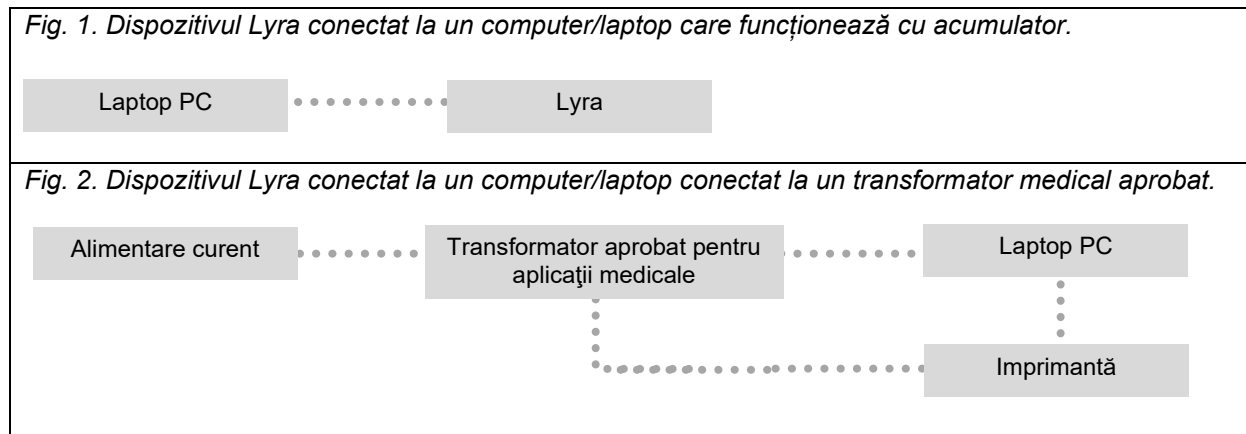 Fig. 1. Dispozitivul Lyra conectat la un computer/laptop care funcționează cu acumulator.
Laptop PC
Lyra
Fig. 2. Dispozitivul Lyra conectat la un computer/laptop conectat la un transformator medical aprobat.
Alimentare curent
Transformator aprobat pentru
aplicaţii medicale
Laptop PC
Imprimantă